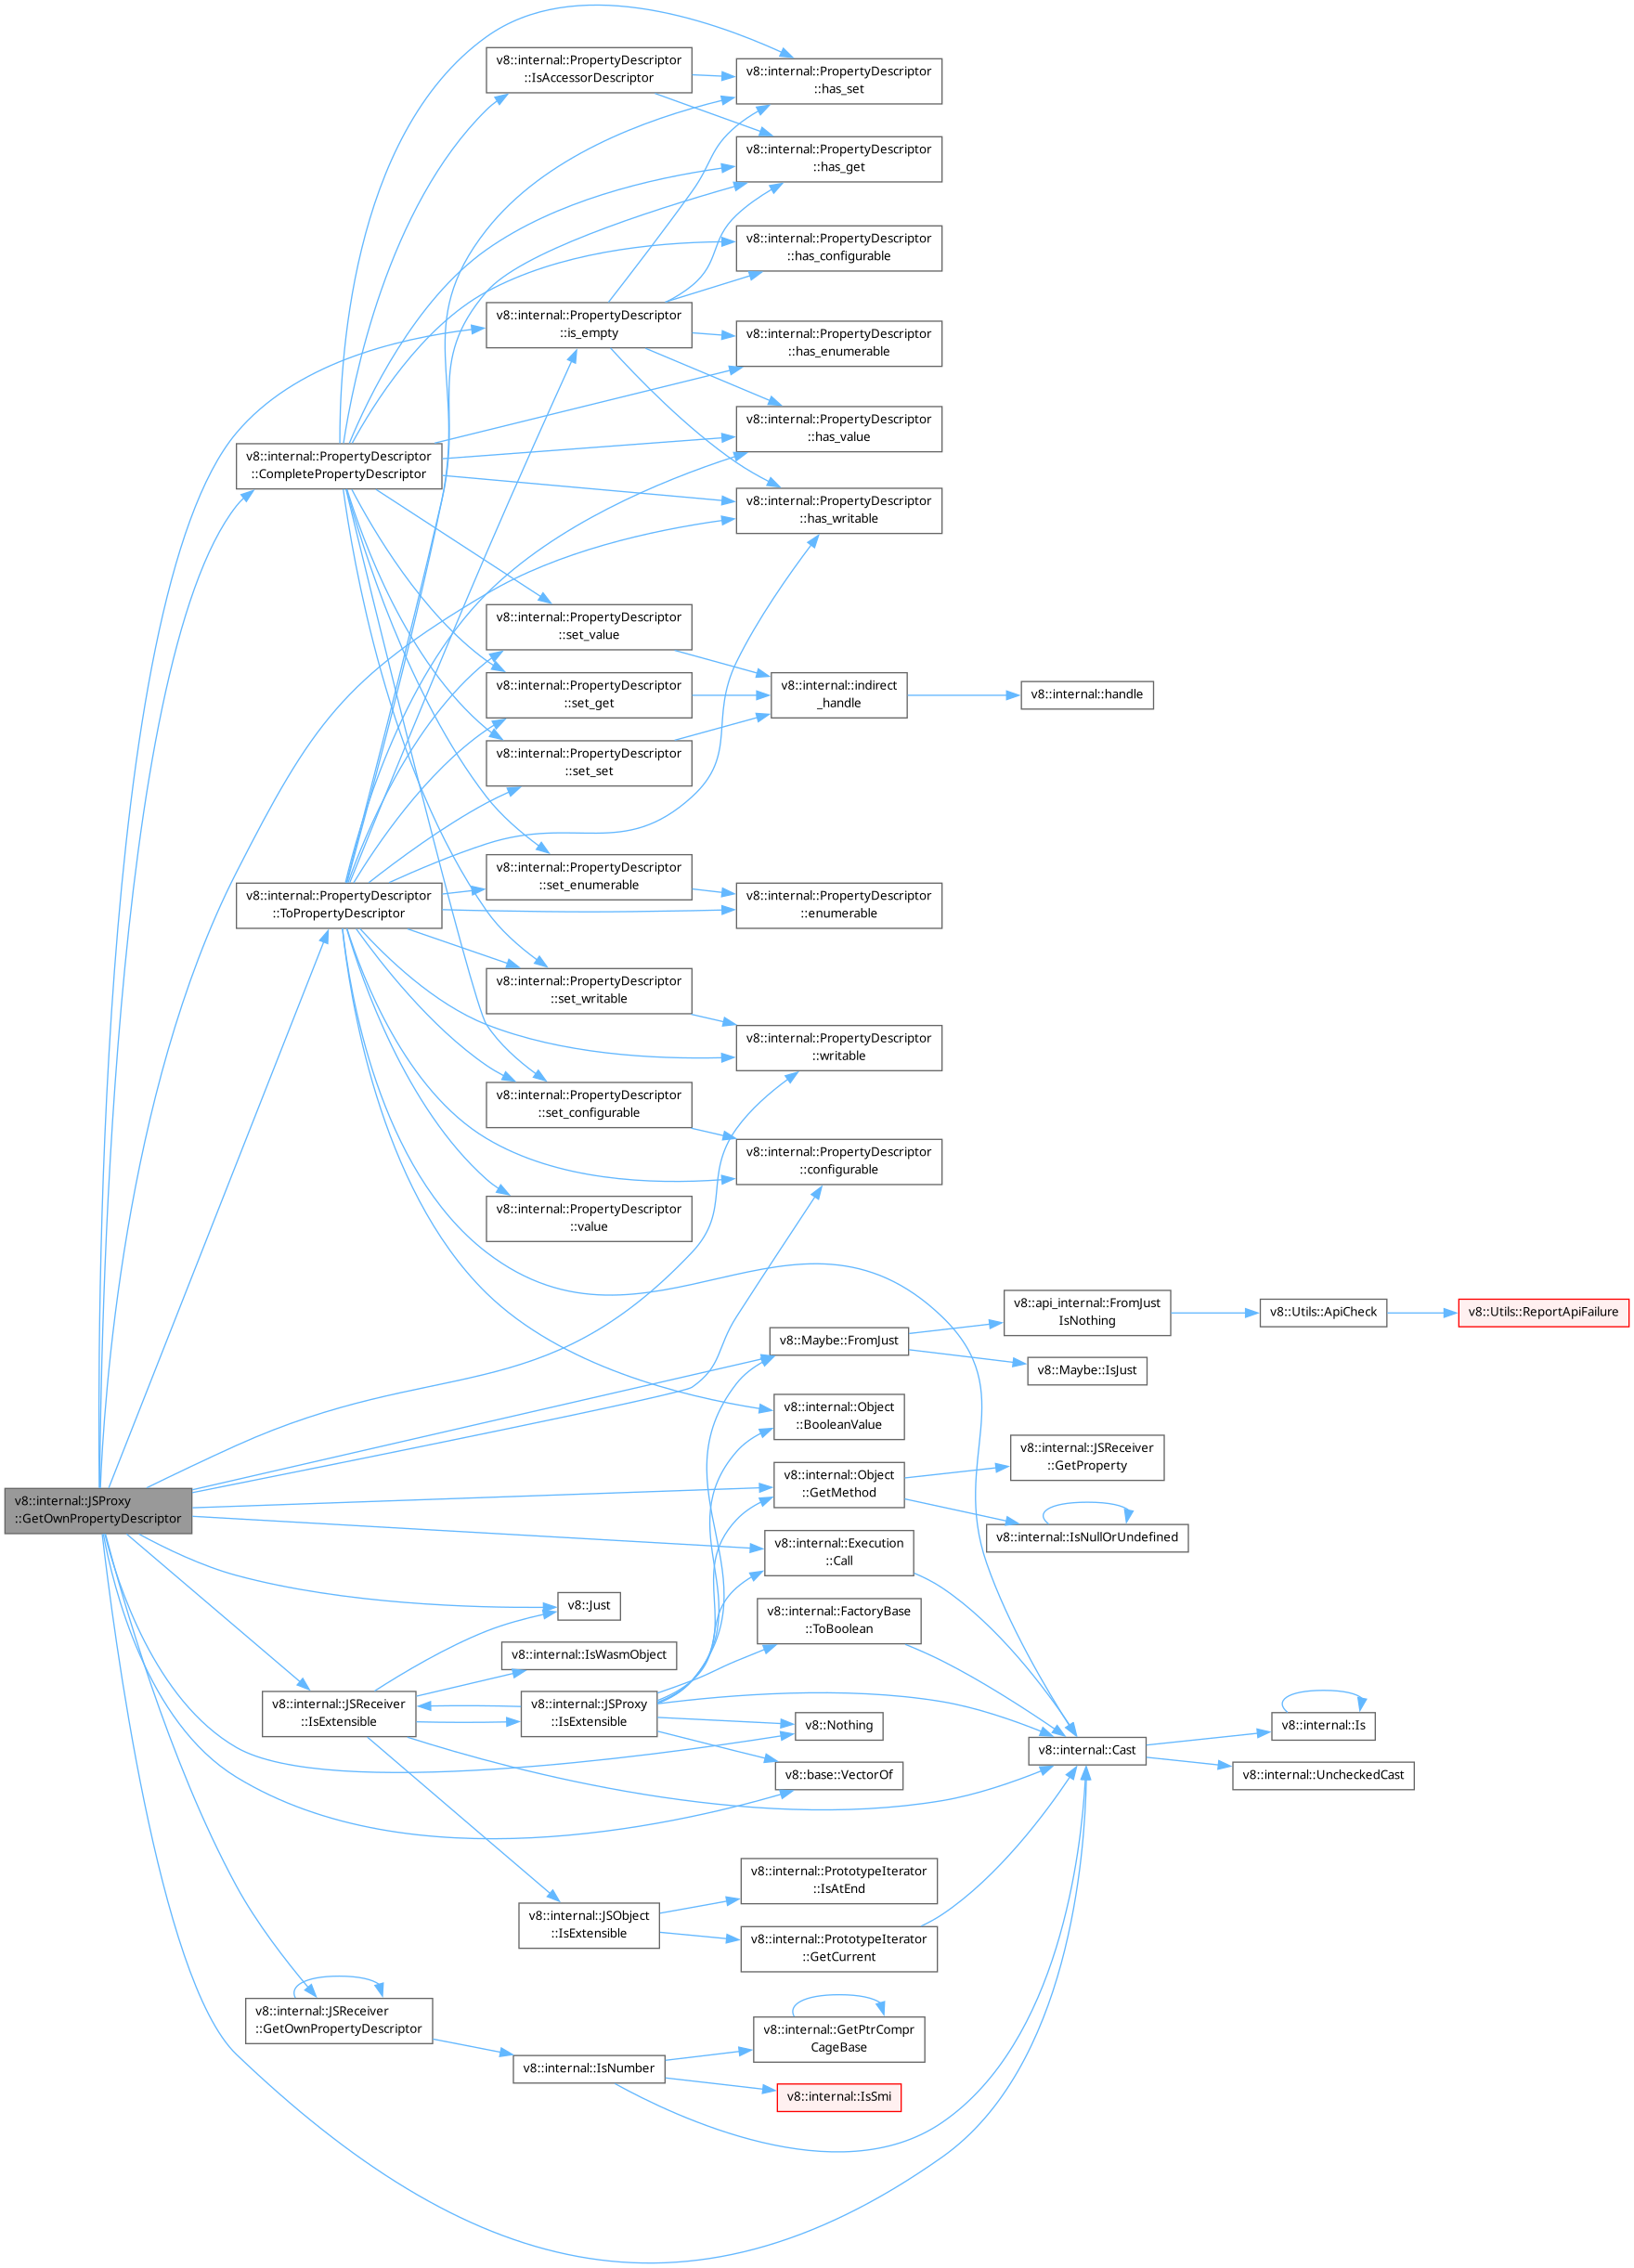 v8::internal::PropertyDescriptor
::IsAccessorDescriptor
v8::internal::PropertyDescriptor
::has_set
v8::internal::PropertyDescriptor
::has_get
v8::internal::PropertyDescriptor
::has_configurable
v8::internal::PropertyDescriptor
::is_empty
v8::internal::PropertyDescriptor
::has_enumerable
v8::internal::PropertyDescriptor
::has_value
v8::internal::PropertyDescriptor
::CompletePropertyDescriptor
v8::internal::PropertyDescriptor
::has_writable
v8::internal::PropertyDescriptor
::set_value
v8::internal::PropertyDescriptor
::set_get
v8::internal::indirect
_handle
v8::internal::handle
v8::internal::PropertyDescriptor
::set_set
v8::internal::PropertyDescriptor
::set_enumerable
v8::internal::PropertyDescriptor
::ToPropertyDescriptor
v8::internal::PropertyDescriptor
::enumerable
v8::internal::PropertyDescriptor
::set_writable
v8::internal::PropertyDescriptor
::writable
v8::internal::PropertyDescriptor
::set_configurable
v8::internal::PropertyDescriptor
::configurable
v8::internal::PropertyDescriptor
::value
v8::api_internal::FromJust
IsNothing
v8::Utils::ApiCheck
v8::Utils::ReportApiFailure
v8::Maybe::FromJust
v8::Maybe::IsJust
v8::internal::Object
::BooleanValue
v8::internal::JSReceiver
::GetProperty
v8::internal::Object
::GetMethod
v8::internal::JSProxy
::GetOwnPropertyDescriptor
v8::internal::IsNullOrUndefined
v8::internal::Execution
::Call
v8::Just
v8::internal::FactoryBase
::ToBoolean
v8::internal::IsWasmObject
v8::internal::JSReceiver
::IsExtensible
v8::internal::JSProxy
::IsExtensible
v8::Nothing
v8::internal::Is
v8::internal::Cast
v8::base::VectorOf
v8::internal::UncheckedCast
v8::internal::PrototypeIterator
::IsAtEnd
v8::internal::JSObject
::IsExtensible
v8::internal::PrototypeIterator
::GetCurrent
v8::internal::JSReceiver
::GetOwnPropertyDescriptor
v8::internal::GetPtrCompr
CageBase
v8::internal::IsNumber
v8::internal::IsSmi